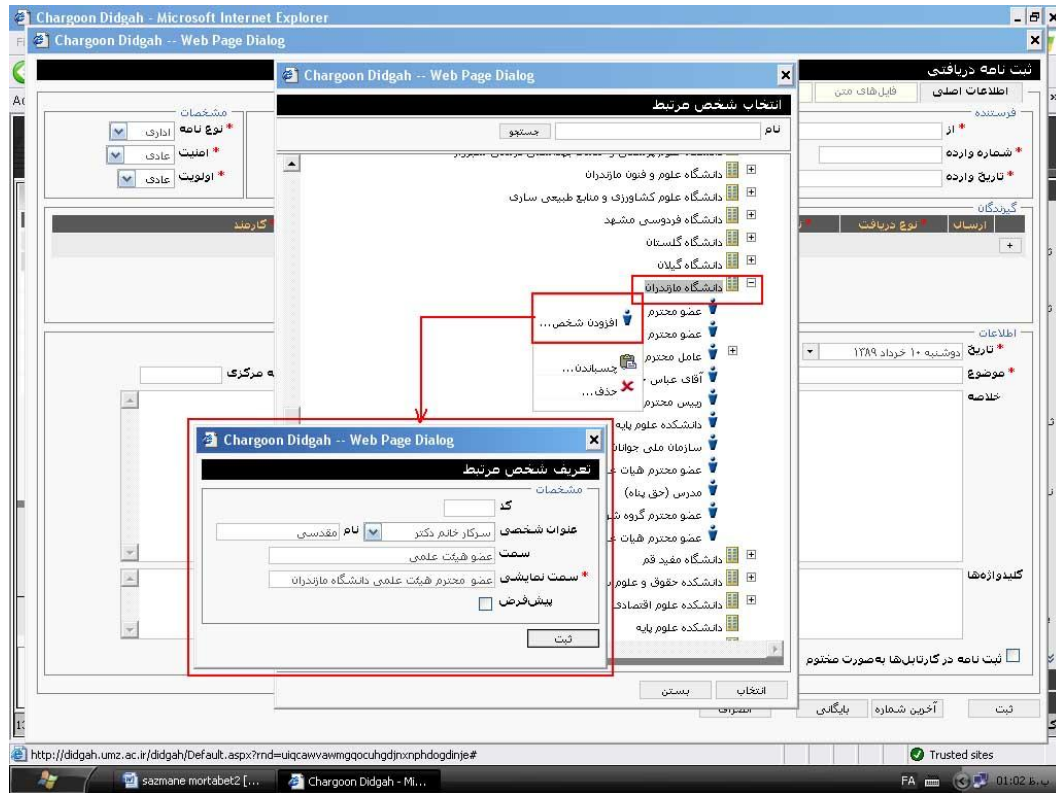 Chargoon Didgah - Microsoft Internet Explorer
Chargoon Didgah -- Web Page Dialog
ثبت نامه دریافتی
اطلاعات اصلی
فایل‌های متن
فرستنده
* از
* شماره وارده
* تاریخ وارده
مشخصات
* نوع نامه اداری
* امنیت عادی
* اولویت عادی
گیرندگان
ارسال * نوع دریافت
کارمند
+
اطلاعات
* تاریخ دوشنبه ۱۰ خرداد ۱۳۸۹
* موضوع
ه مرکزی
خلاصه
کلیدواژه‌ها
ثبت نامه در کارتابل‌ها به‌صورت مختوم
ثبت
آخرین شماره
بایگانی
انصراف
Chargoon Didgah -- Web Page Dialog
انتخاب شخص مرتبط
نام
جستجو
دانشگاه علوم و فنون مازندران
دانشگاه علوم کشاورزی و منابع طبیعی ساری
دانشگاه فردوسی مشهد
دانشگاه گلستان
دانشگاه گیلان
دانشگاه مازندران
عضو محترم
عضو محترم
عامل محترم
آقای عباس
رییس محترم
دانشکده علوم پایه
سازمان ملی جوانان
عضو محترم هیات
مدرس (حق پناه)
عضو محترم گروه
عضو محترم هیات
دانشگاه مفید قم
دانشکده حقوق و علوم
دانشکده علوم اقتصادی
دانشکده علوم پایه
انتخاب
بستن
افزودن شخص...
چسباندن...
حذف...
Chargoon Didgah -- Web Page Dialog
تعریف شخص مرتبط
مشخصات
کد
عنوان شخصی سرکار خانم دکتر نام مقدسی
سمت عضو هیئت علمی
* سمت نمایشی عضو محترم هیئت علمی دانشگاه مازندران
پیش‌فرض
ثبت
http://didgah.umz.ac.ir/didgah/Default.aspx?rnd=uiqcawvawmgqocuhgdjnxnphdogdinje#
Trusted sites
sazmane mortabet2 [...
Chargoon Didgah - Mi...
FA
01:02 ب.ظ